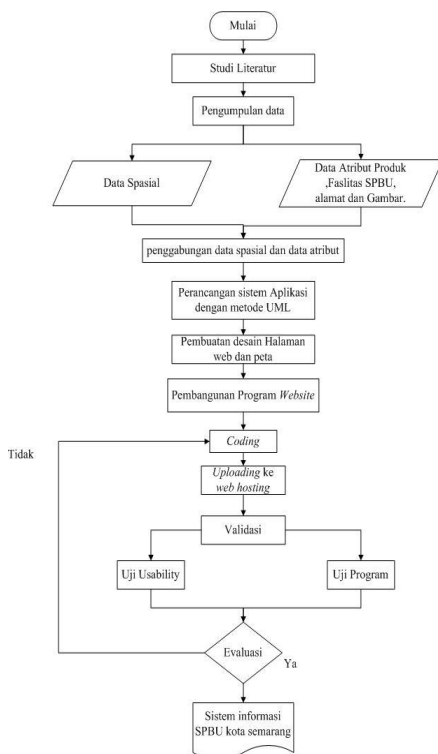 Mulai
Studi Literatur
Pengumpulan data
Data Spasial
Data Atribut Produk
,Faslitas SPBU,
alamat dan Gambar.
penggabungan data spasial dan data atribut
Perancangan sistem Aplikasi
dengan metode UML
Pembuatan desain Halaman
web dan peta
Pembangunan Program Website
Tidak
Coding
Uploading ke
web hosting
Validasi
Uji Usability
Uji Program
Evaluasi
Ya
Sistem informasi
SPBU kota semarang